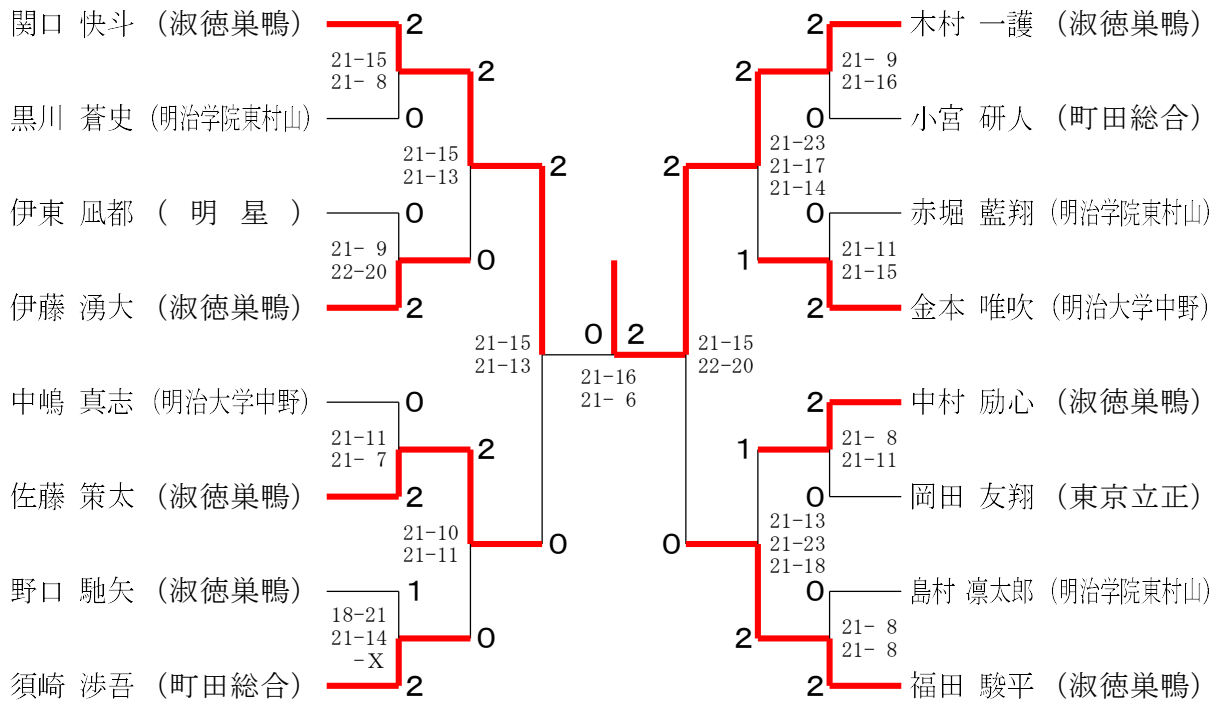 関口 快斗 (淑徳巣鴨) 2
21-15
21- 8
2
黒川 蒼史 (明治学院東村山) 0
21-15
21-13
2
伊東 凪都 ( 明 星 ) 0
21- 9
22-20
0
伊藤 湧大 (淑徳巣鴨) 2
21-15
21-13
中嶋 真志 (明治大学中野) 0
21-11
21- 7
2
佐藤 策太 (淑徳巣鴨) 2
21-10
21-11
0
野口 馳矢 (淑徳巣鴨) 1
18-21
21-14
-X
0
須崎 渉吾 (町田総合) 2
0 2
21-16
21- 6
2 木村 一護 (淑徳巣鴨)
2
21- 9
21-16
0 小宮 研人 (町田総合)
2
21-23
21-17
21-14
0 赤堀 藍翔 (明治学院東村山)
1
21-11
21-15
2 金本 唯吹 (明治大学中野)
21-15
22-20
2 中村 励心 (淑徳巣鴨)
1
21- 8
21-11
0 岡田 友翔 (東京立正)
0
21-13
21-23
21-18
0 島村 凛太郎 (明治学院東村山)
2
21- 8
21- 8
2 福田 駿平 (淑徳巣鴨)